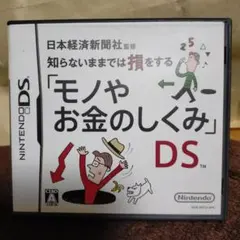 NINTENDO DS
日本経済新聞社監修
知らないままでは損をする
「モノや
お金のしくみ」
DS
TM
A
Nintendo